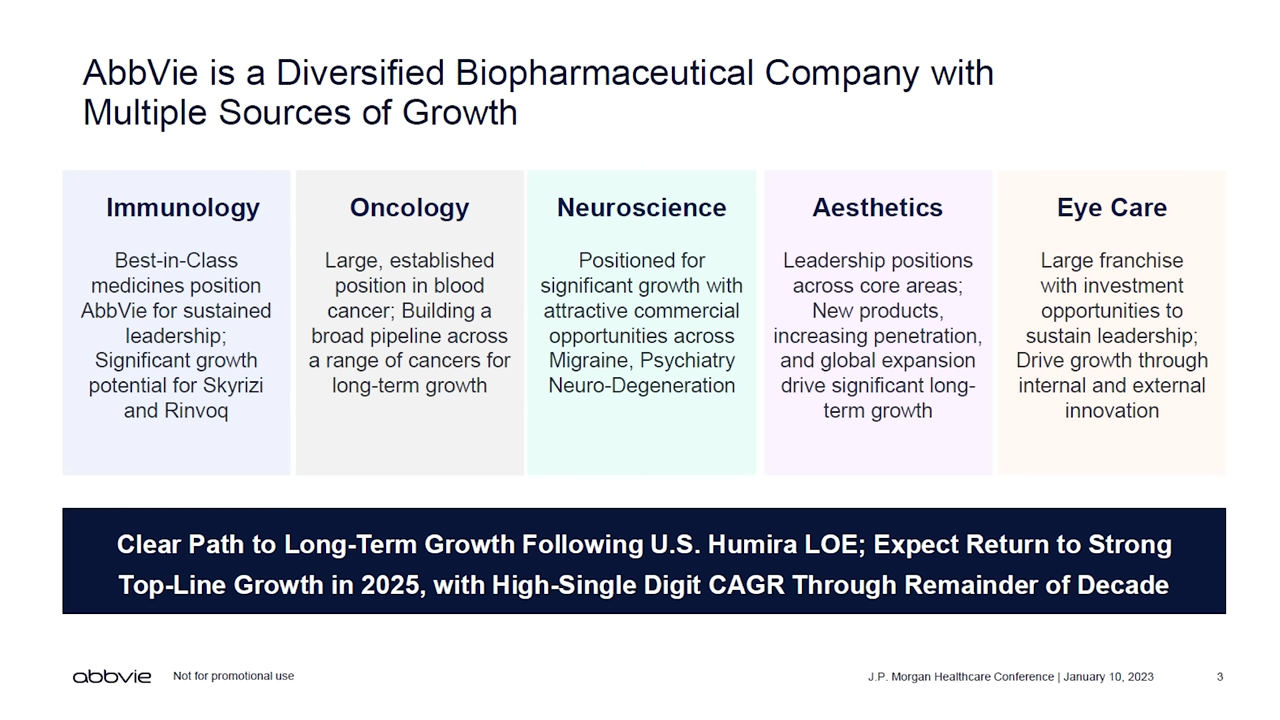 AbbVie is a Diversified Biopharmaceutical Company with
Multiple Sources of Growth
Immunology
Best-in-Class
medicines position
AbbVie for sustained
leadership;
Significant growth
potential for Skyrizi
and Rinvoq
Oncology
Large, established
position in blood
cancer; Building a
broad pipeline across
a range of cancers for
long-term growth
Neuroscience
Positioned for
significant growth with
attractive commercial
opportunities across
Migraine, Psychiatry
Neuro-Degeneration
Aesthetics
Leadership positions
across core areas;
New products,
increasing penetration,
and global expansion
drive significant long-
term growth
Eye Care
Large franchise
with investment
opportunities to
sustain leadership;
Drive growth through
internal and external
innovation
Clear Path to Long-Term Growth Following U.S. Humira LOE; Expect Return to Strong
Top-Line Growth in 2025, with High-Single Digit CAGR Through Remainder of Decade
abbvie
Not for promotional use
J.P. Morgan Healthcare Conference | January 10, 2023
3